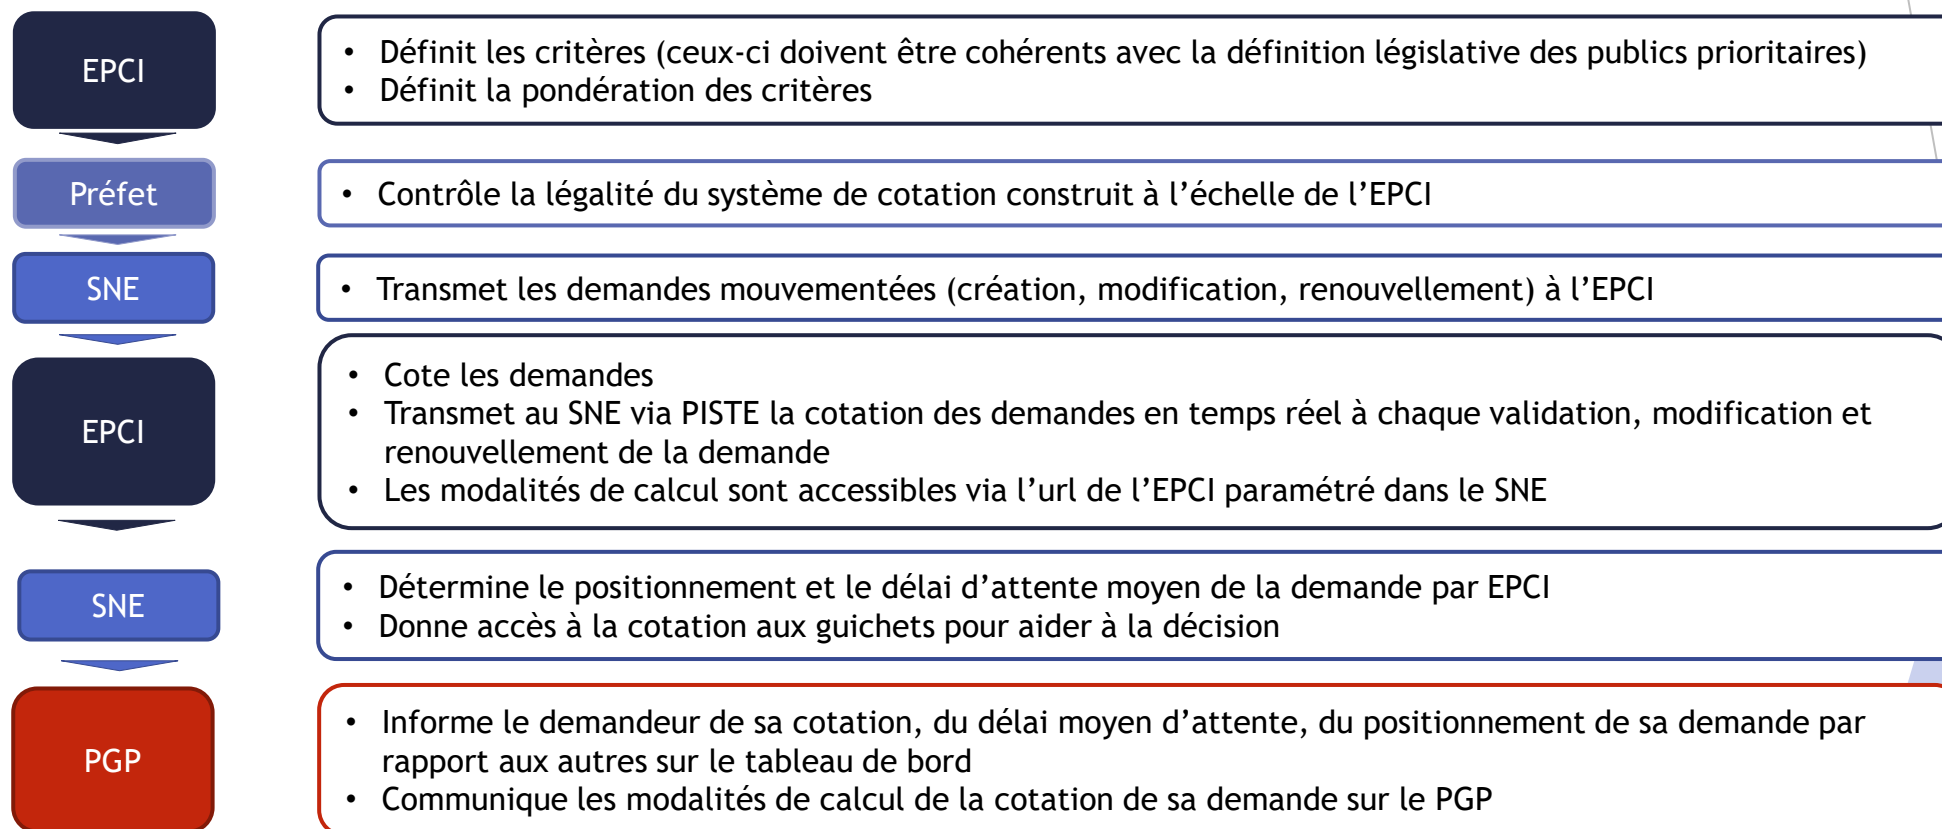 EPCI
• Définit les critères (ceux-ci doivent être cohérents avec la définition législative des publics prioritaires)
• Définit la pondération des critères
Préfet
• Contrôle la légalité du système de cotation construit à l’échelle de l’EPCI
SNE
• Transmet les demandes mouvementées (création, modification, renouvellement) à l’EPCI
EPCI
• Cote les demandes
• Transmet au SNE via PISTE la cotation des demandes en temps réel à chaque validation, modification et
renouvellement de la demande
• Les modalités de calcul sont accessibles via l’url de l’EPCI paramétré dans le SNE
SNE
• Détermine le positionnement et le délai d’attente moyen de la demande par EPCI
• Donne accès à la cotation aux guichets pour aider à la décision
PGP
• Informe le demandeur de sa cotation, du délai moyen d’attente, du positionnement de sa demande par
rapport aux autres sur le tableau de bord
• Communique les modalités de calcul de la cotation de sa demande sur le PGP